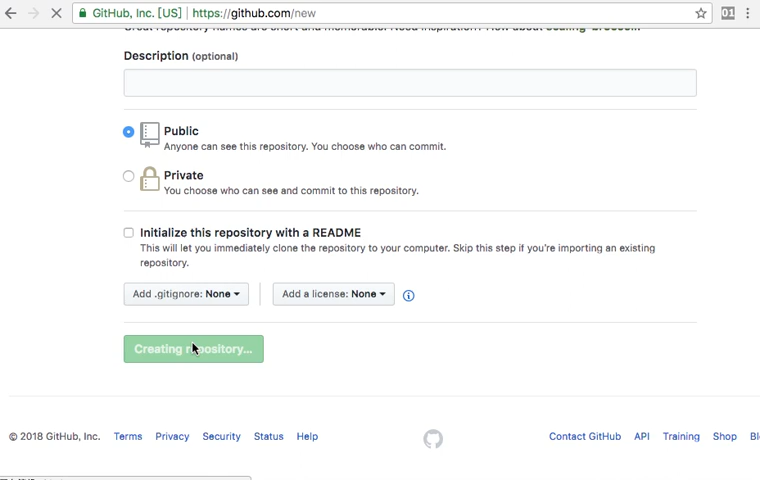 GitHub, Inc. [US] | https://github.com/new
01
Description (optional)
Public
Anyone can see this repository. You choose who can commit.
Private
You choose who can see and commit to this repository.
Initialize this repository with a README
This will let you immediately clone the repository to your computer. Skip this step if you're importing an existing
repository.
Add .gitignore: None
Add a license: None
Creating repository...
© 2018 GitHub, Inc. Terms Privacy Security Status Help Contact GitHub API Training Shop